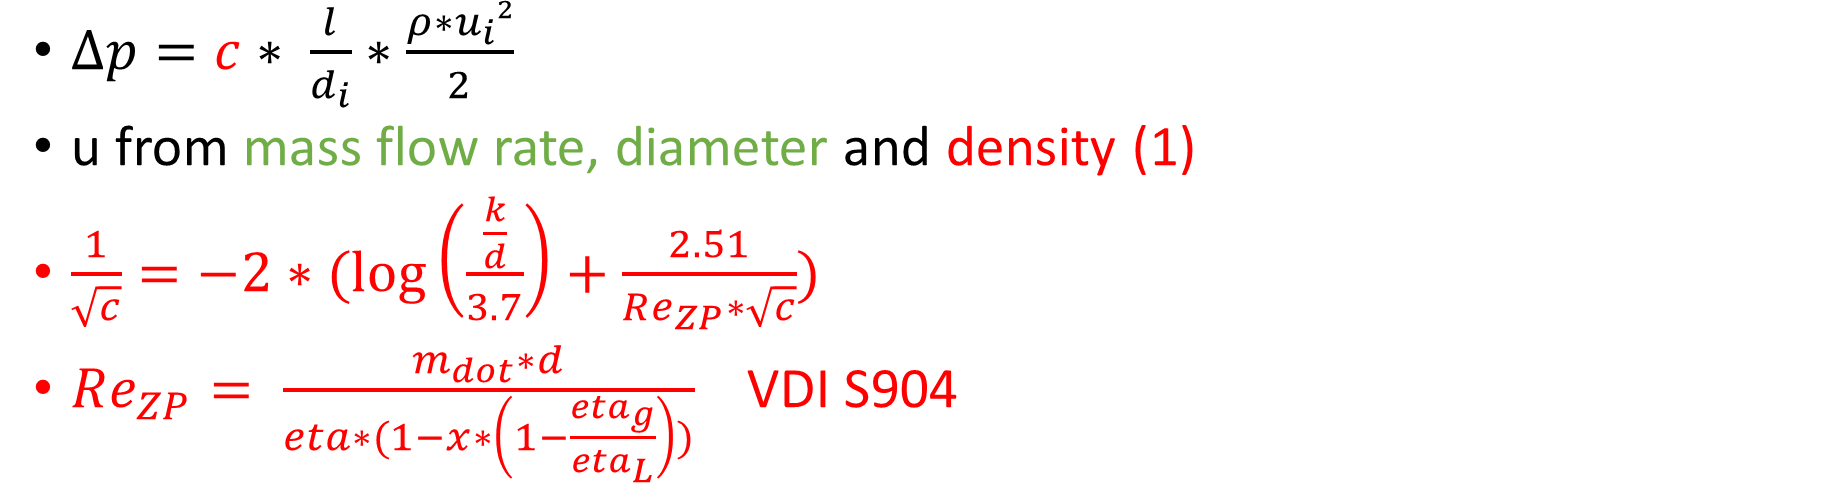 • Δp = c * l/d_i * (ρ*u_i²)/2
• u from mass flow rate, diameter and density (1)
• 1/√c = −2 * (log((k/d)/3.7) + 2.51/(Re_ZP*√c))
• Re_ZP = (m_dot*d)/(eta*(1−x*(1−eta_g/eta_L))) VDI S904